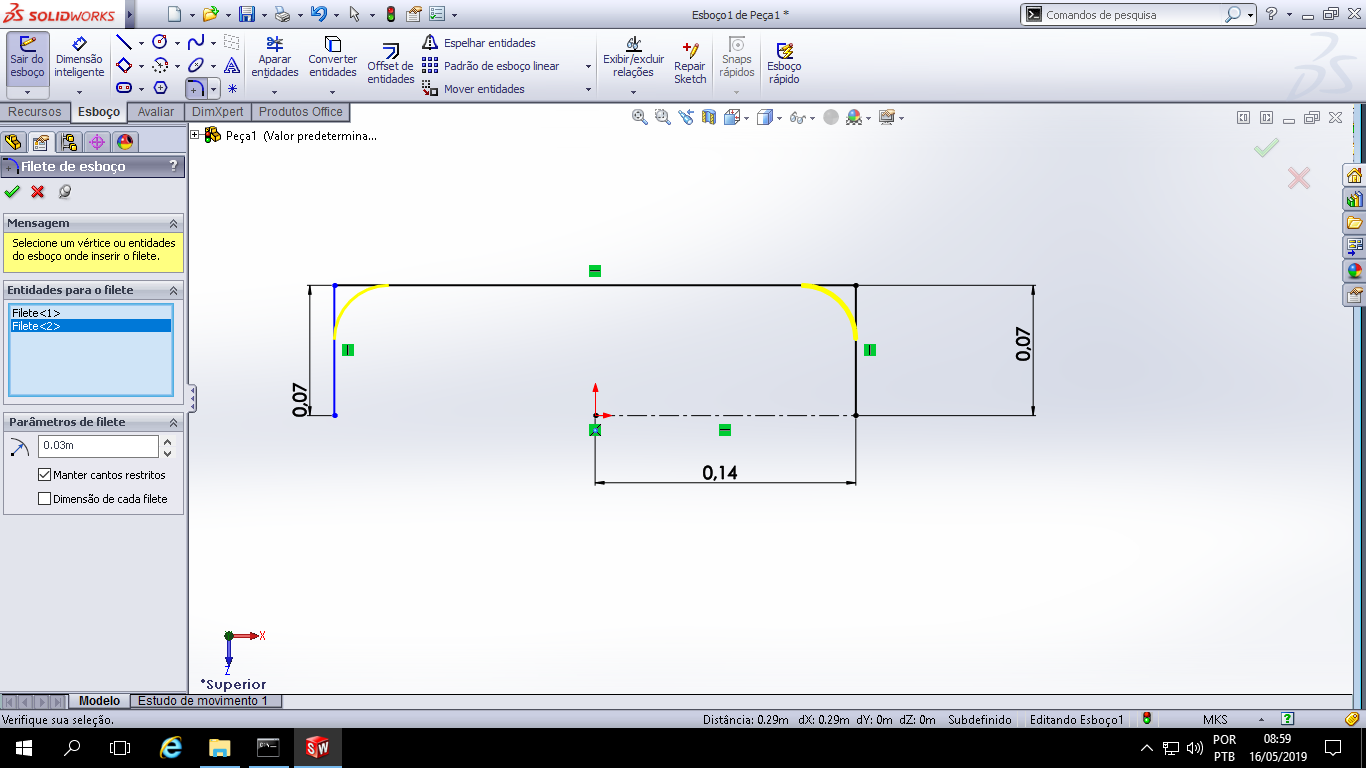 SOLIDWORKS
Esboço1 de Peça1 *
Comandos de pesquisa
Sair do
esboço
Dimensão
inteligente
Aparar
entidades
Converter
entidades
Offset de
entidades
Espelhar entidades
Padrão de esboço linear
Mover entidades
Exibir/excluir
relações
Repair
Sketch
Snaps
rápidos
Esboço
rápido
Recursos
Esboço
Avaliar
DimXpert
Produtos Office
Peça1 (Valor predetermina...
Filete de esboço
?
Mensagem
Selecione um vértice ou entidades
do esboço onde inserir o filete.
Entidades para o filete
Filete<1>
Filete<2>
Parâmetros de filete
0.03m
Manter cantos restritos
Dimensão de cada filete
0,07
0,07
0,14
X
Z
*Superior
Modelo
Estudo de movimento 1
Verifique sua seleção.
Distância: 0.29m dX: 0.29m dY: 0m dZ: 0m
Subdefinido
Editando Esboço1
MKS
?
POR
PTB
08:59
16/05/2019